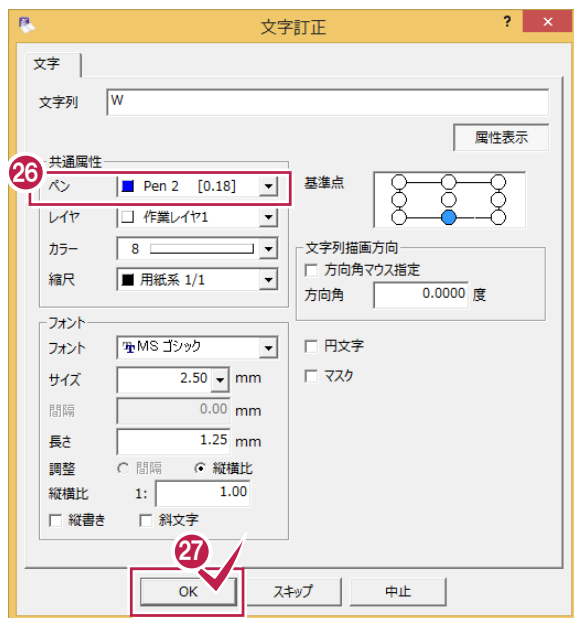 文字訂正 ? ×
文字
文字列 W
属性表示
共通属性
26
ペン Pen 2 [0.18]
レイヤ 作業レイヤ1
カラー 8
縮尺 用紙系 1/1
基準点
文字列描画方向
方向角マウス指定
方向角 0.0000 度
フォント
フォント MS ゴシック
サイズ 2.50 mm
間隔 0.00 mm
長さ 1.25 mm
調整 間隔 縦横比
縦横比 1: 1.00
縦書き 斜文字
円文字
マスク
27
OK スキップ 中止